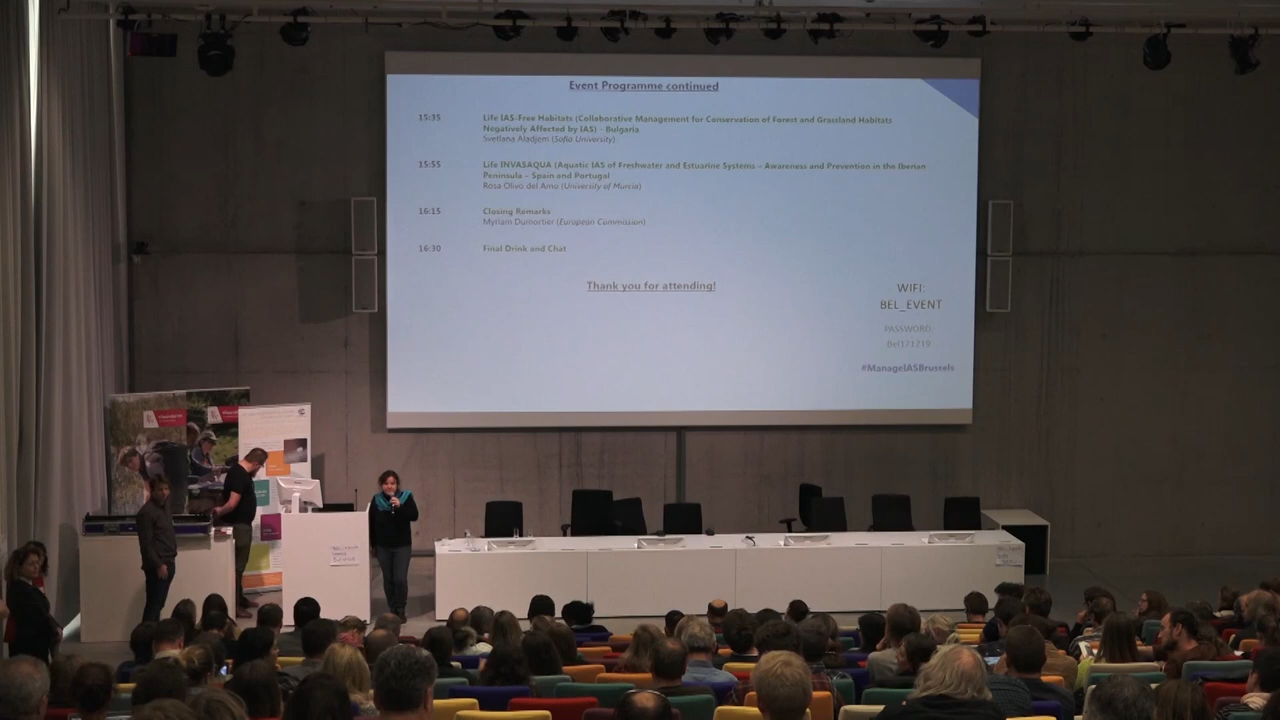 Event Programme continued
15:35 Life IAS-Free Habitats (Collaborative Management for Conservation of Forest and Grassland Habitats
Negatively Affected by IAS) - Bulgaria
Svetlana Aladjem (Sofia University)
15:55 Life INVASAQUA (Aquatic IAS of Freshwater and Estuarine Systems – Awareness and Prevention in the Iberian
Peninsula – Spain and Portugal
Rosa Olivo del Amo (University of Murcia)
16:15 Closing Remarks
Myriam Dumortier (European Commission)
16:30 Final Drink and Chat
Thank you for attending!
WIFI:
BEL_EVENT
PASSWORD:
Bel171719
#ManageIASBrussels